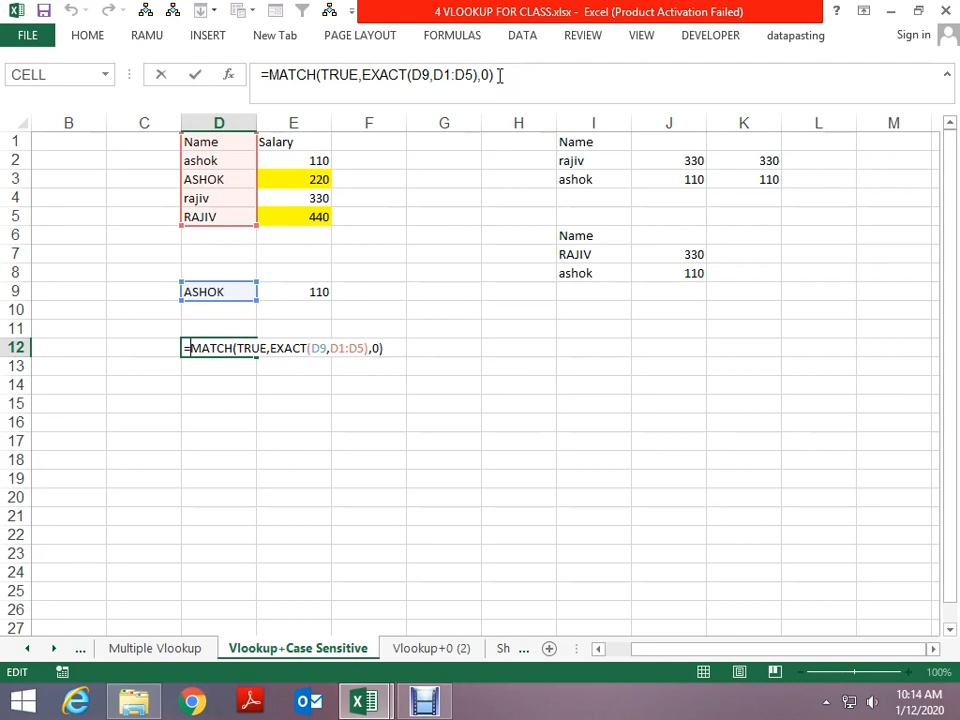 4 VLOOKUP FOR CLASS.xlsx - Excel (Product Activation Failed)
FILE HOME RAMU INSERT New Tab PAGE LAYOUT FORMULAS DATA REVIEW VIEW DEVELOPER datapasting Sign in
CELL fx =MATCH(TRUE,EXACT(D9,D1:D5),0)
B C D E F G H I J K L M
1 Name Salary Name
2 ashok 110 rajiv 330 330
3 ASHOK 220 ashok 110 110
4 rajiv 330
5 RAJIV 440
6 Name
7 RAJIV 330
8 ashok 110
9 ASHOK 110
10
11
12 =MATCH(TRUE,EXACT(D9,D1:D5),0)
13
14
15
16
17
18
19
20
21
22
23
24
25
26
27
... Multiple Vlookup Vlookup+Case Sensitive Vlookup+0 (2) Sh ...
EDIT 100%
10:14 AM
1/12/2020